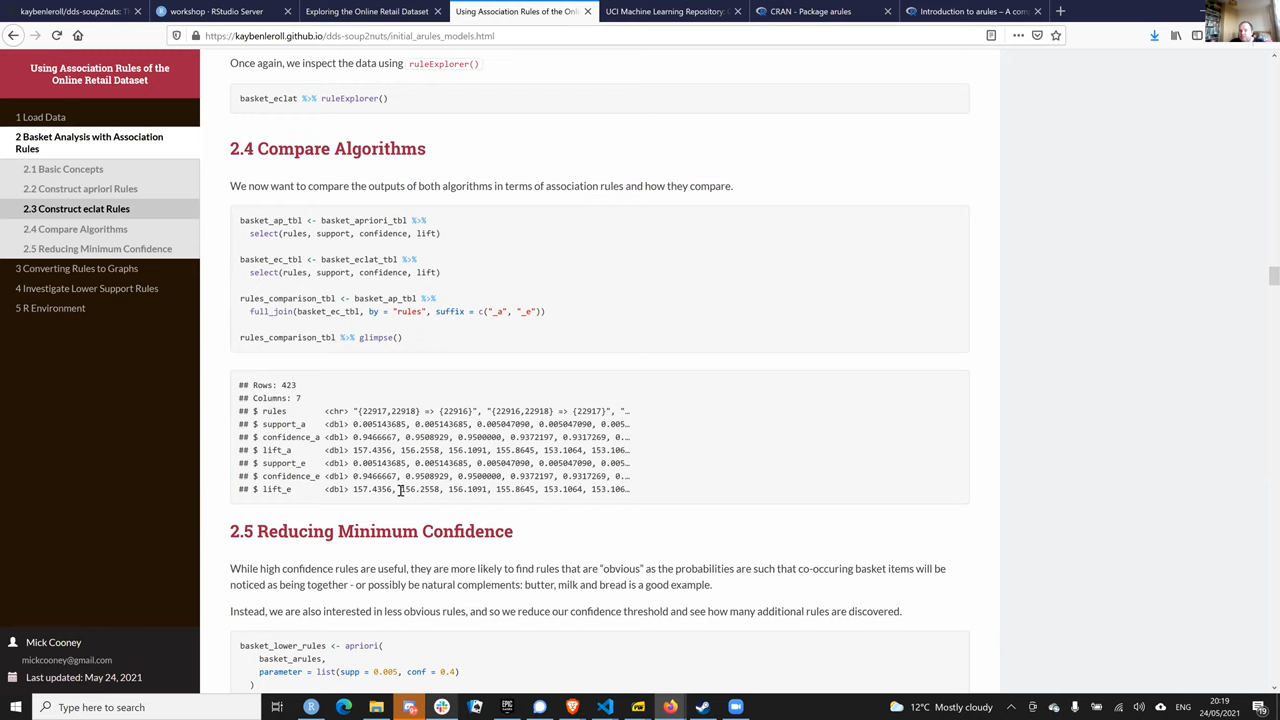 kaybenleroll/dds-soup2nuts: Th
workshop - RStudio Server
Exploring the Online Retail Dataset
Using Association Rules of the Onl
UCI Machine Learning Repository:
CRAN - Package arules
Introduction to arules – A comp
https://kaybenleroll.io/dds-soup2nuts/initial_arules_models.html
Using Association Rules of the
Online Retail Dataset
1 Load Data
2 Basket Analysis with Association
Rules
2.1 Basic Concepts
2.2 Construct apriori Rules
2.3 Construct eclat Rules
2.4 Compare Algorithms
2.5 Reducing Minimum Confidence
3 Converting Rules to Graphs
4 Investigate Lower Support Rules
5 R Environment
Mick Cooney
mickcooney@gmail.com
Last updated: May 24, 2021
Once again, we inspect the data using ruleExplorer()
basket_eclat %>% ruleExplorer()
2.4 Compare Algorithms
We now want to compare the outputs of both algorithms in terms of association rules and how they compare.
basket_ap_tbl <- basket_apriori_tbl %>%
select(rules, support, confidence, lift)
basket_ec_tbl <- basket_eclat_tbl %>%
select(rules, support, confidence, lift)
rules_comparison_tbl <- basket_ap_tbl %>%
full_join(basket_ec_tbl, by = "rules", suffix = c("_a", "_e"))
rules_comparison_tbl %>% glimpse()
## Rows: 423
## Columns: 7
## $ rules <chr> "{22917,22918} => {22916}", "{22916,22918} => {22917}", "…
## $ support_a <dbl> 0.005143685, 0.005143685, 0.005047090, 0.005047090, 0.005…
## $ confidence_a <dbl> 0.9466667, 0.9508929, 0.9500000, 0.9372197, 0.9317269, 0.…
## $ lift_a <dbl> 157.4356, 156.2558, 156.1091, 155.8645, 153.1064, 153.106…
## $ support_e <dbl> 0.005143685, 0.005143685, 0.005047090, 0.005047090, 0.005…
## $ confidence_e <dbl> 0.9466667, 0.9508929, 0.9500000, 0.9372197, 0.9317269, 0.…
## $ lift_e <dbl> 157.4356, 156.2558, 156.1091, 155.8645, 153.1064, 153.106…
2.5 Reducing Minimum Confidence
While high confidence rules are useful, they are more likely to find rules that are “obvious” as the probabilities are such that co-occuring basket items will be
noticed as being together - or possibly be natural complements: butter, milk and bread is a good example.
Instead, we are also interested in less obvious rules, and so we reduce our confidence threshold and see how many additional rules are discovered.
basket_lower_rules <- apriori(
basket_arules,
parameter = list(supp = 0.005, conf = 0.4)
)
Type here to search
12°C Mostly cloudy
20:19
24/05/2021